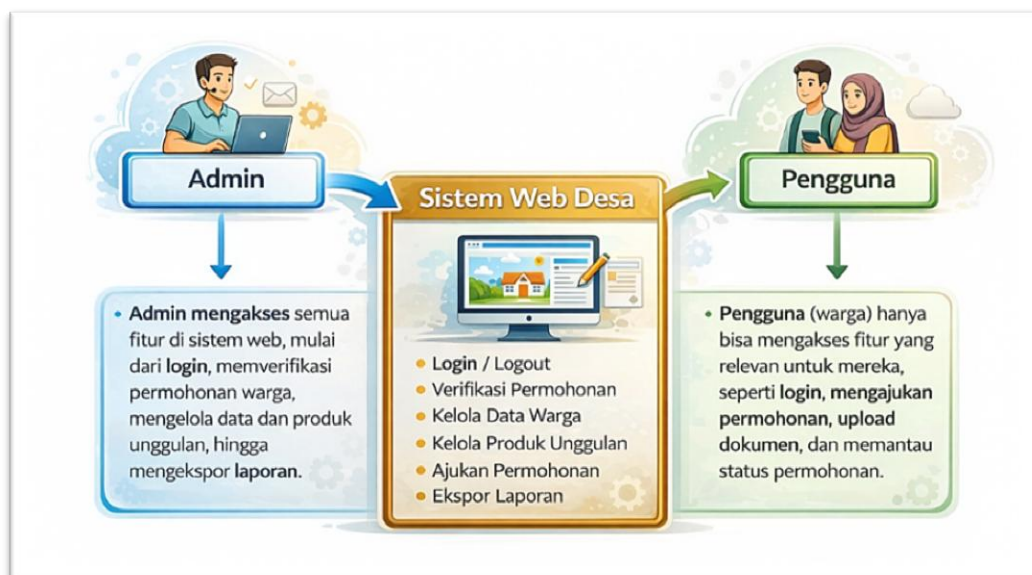 Admin
Sistem Web Desa
Pengguna
• Admin mengakses semua
fitur di sistem web, mulai
dari login, memverifikasi
permohonan warga,
mengelola data dan produk
unggulan, hingga
mengekspor laporan.
• Login / Logout
• Verifikasi Permohonan
• Kelola Data Warga
• Kelola Produk Unggulan
• Ajukan Permohonan
• Ekspor Laporan
• Pengguna (warga) hanya
bisa mengakses fitur yang
relevan untuk mereka,
seperti login, mengajukan
permohonan, upload
dokumen, dan memantau
status permohonan.